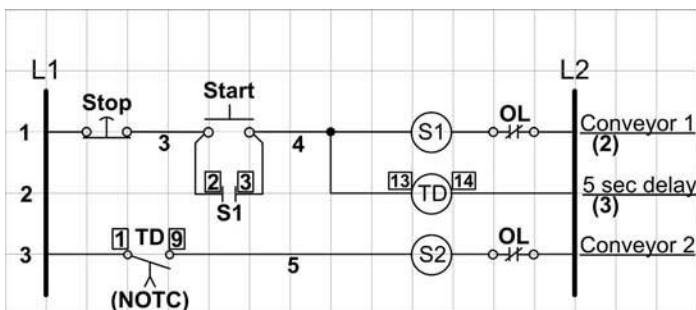 L1 L2
Stop Start
1 3 4 S1 OL Conveyor 1
(2)
2 2 3 13 TD 14 5 sec delay
S1 (3)
3 1 TD 9 5 S2 OL Conveyor 2
(NOTC)